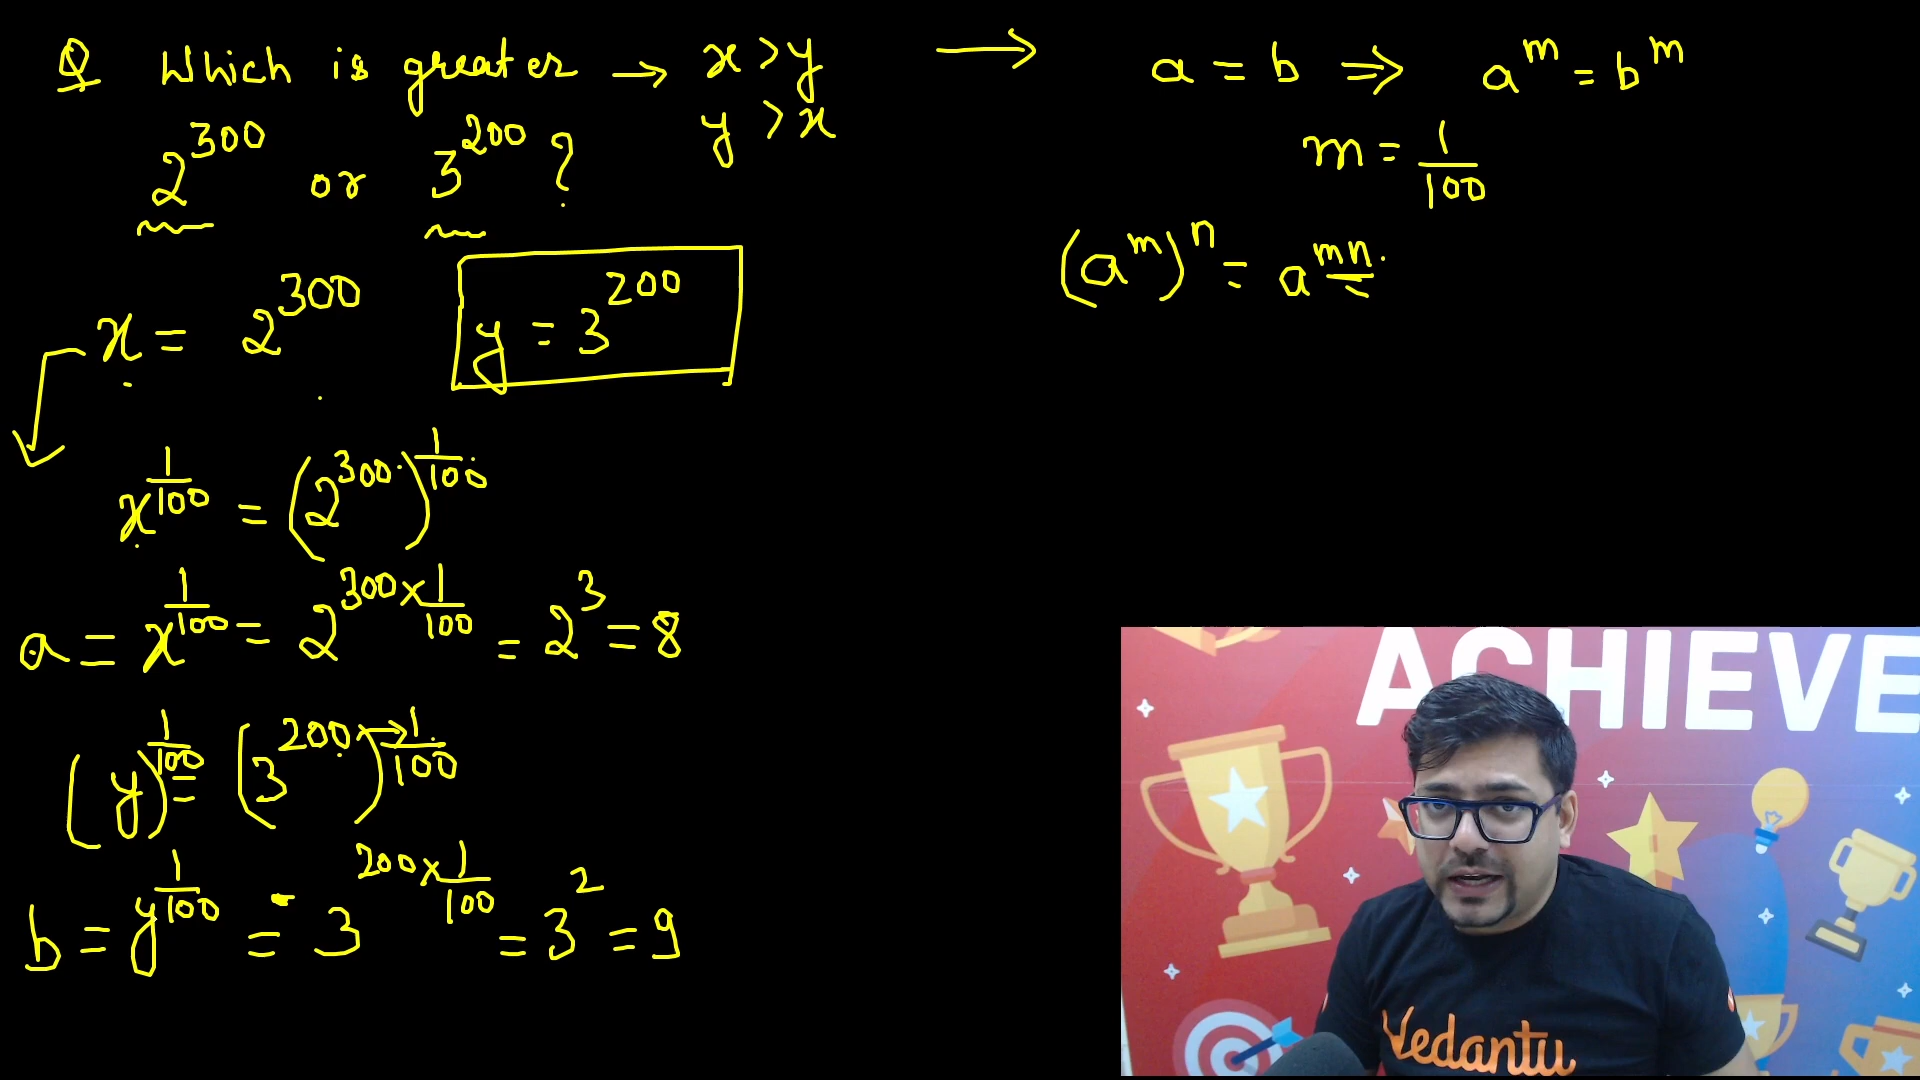 Q Which is greater → x > y
y > x
2^300 or 3^200 ?
x = 2^300
y = 3^200
x^(1/100) = (2^300)^(1/100)
a = x^(1/100) = 2^(300×1/100) = 2^3 = 8
(y)^(1/100) = (3^200)^(1/100)
b = y^(1/100) = 3^(200×1/100) = 3^2 = 9
→ a = b ⇒ a^m = b^m
m = 1/100
(a^m)^n = a^mn
ACHIEVE
Vedantu